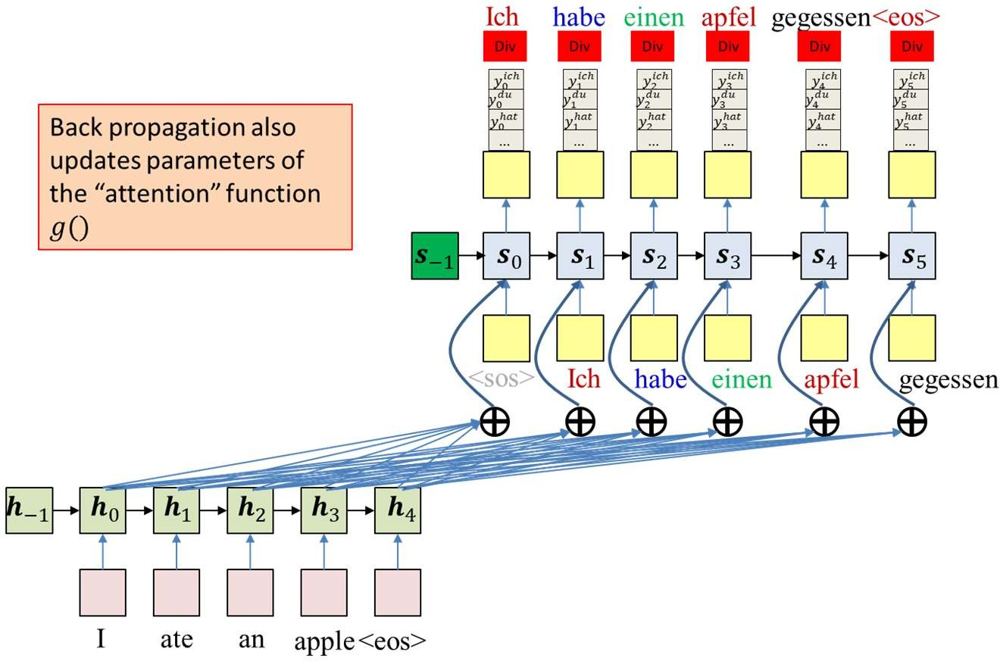 Ich habe einen apfel gegessen <eos>
Div Div Div Div Div Div
y_0^{ich} y_1^{ich} y_2^{ich} y_3^{ich} y_4^{ich} y_5^{ich}
y_0^{du} y_1^{du} y_2^{du} y_3^{du} y_4^{du} y_5^{du}
y_0^{hat} y_1^{hat} y_2^{hat} y_3^{hat} y_4^{hat} y_5^{hat}
... ... ... ... ... ...
Back propagation also
updates parameters of
the “attention” function
g()
s_{-1} s_0 s_1 s_2 s_3 s_4 s_5
<sos> Ich habe einen apfel gegessen
h_{-1} h_0 h_1 h_2 h_3 h_4
I ate an apple <eos>